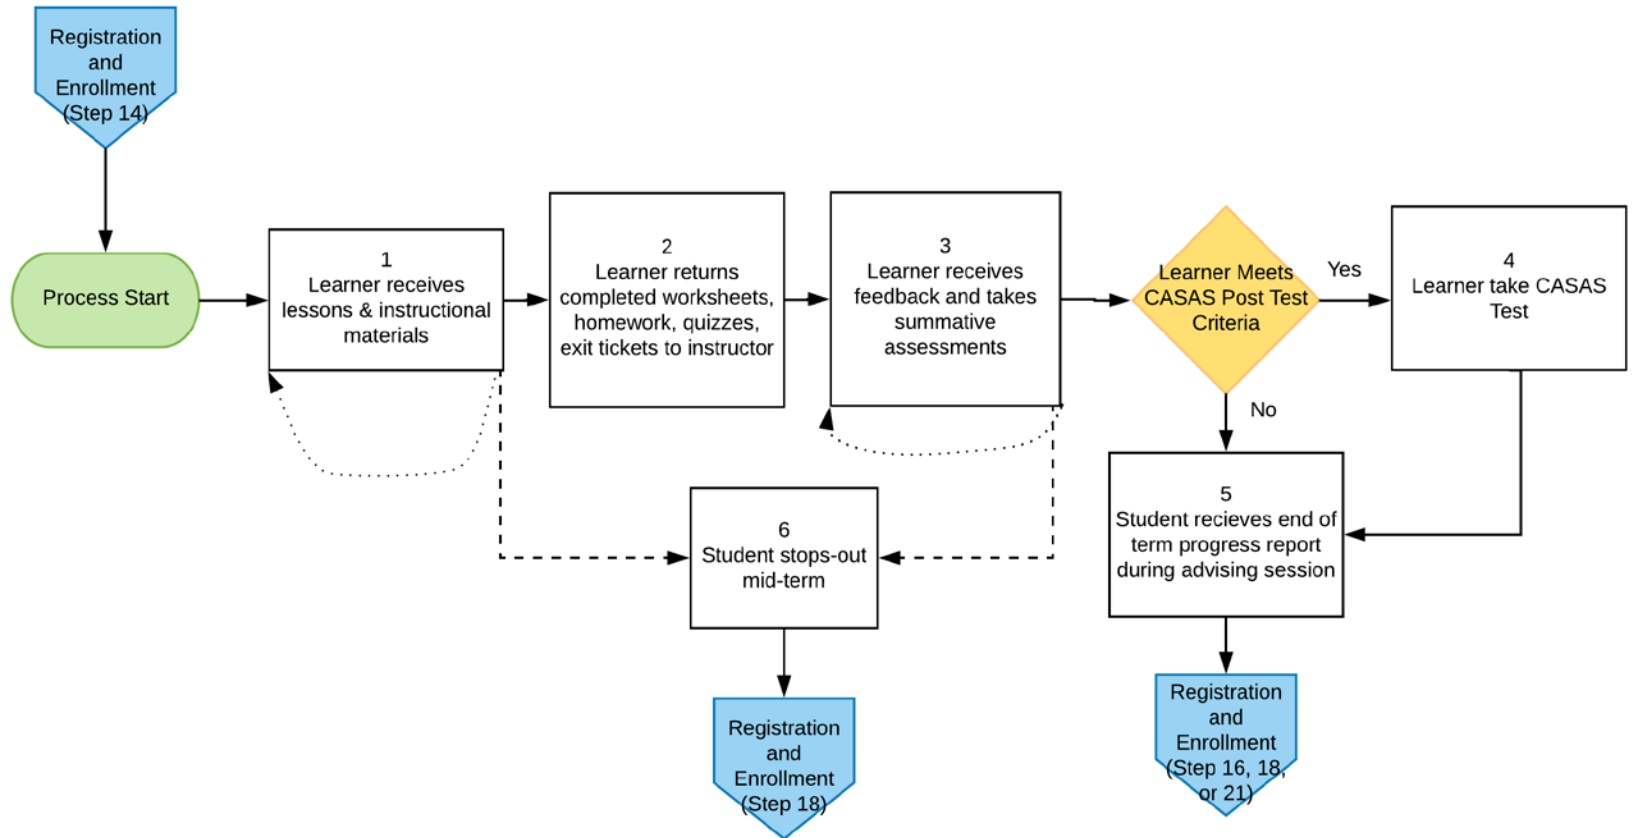 Registration
and
Enrollment
(Step 14)
Process Start
1
Learner receives
lessons & instructional
materials
2
Learner returns
completed worksheets,
homework, quizzes,
exit tickets to instructor
3
Learner receives
feedback and takes
summative
assessments
Learner Meets
CASAS Post Test
Criteria
Yes
4
Learner take CASAS
Test
No
5
Student recieves end of
term progress report
during advising session
6
Student stops-out
mid-term
Registration
and
Enrollment
(Step 18)
Registration
and
Enrollment
(Step 16, 18,
or 21)